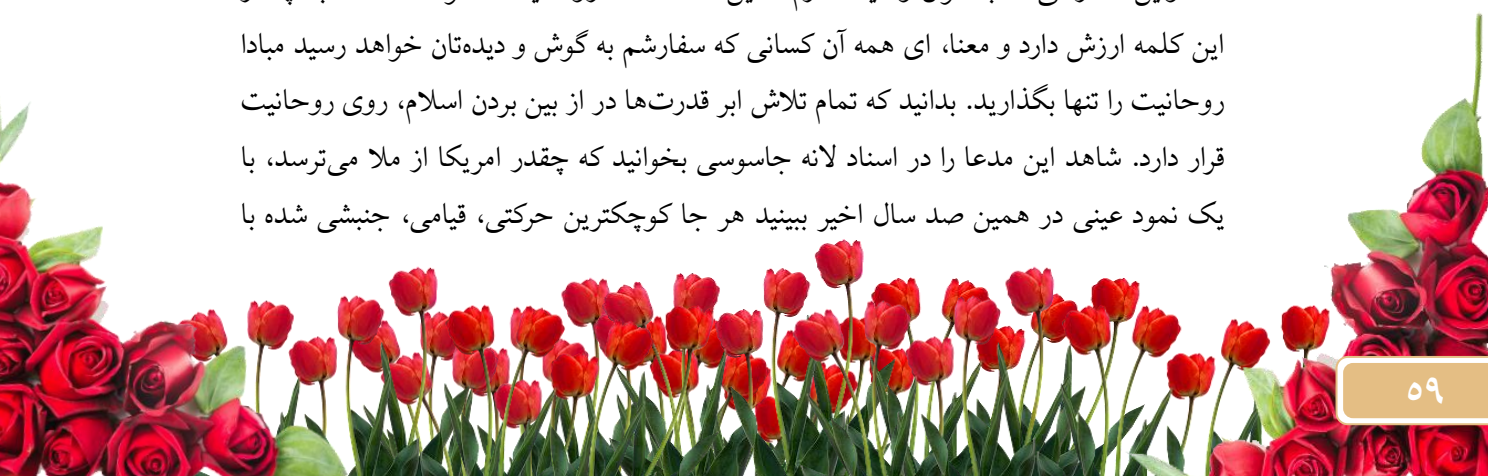 این کلمه ارزش دارد و معنا، ای همه آن کسانی که سفارشم به گوش و دیده‌تان خواهد رسید مبادا
روحانیت را تنها بگذارید. بدانید که تمام تلاش ابر قدرت‌ها در از بین بردن اسلام، روی روحانیت
قرار دارد. شاهد این مدعا را در اسناد لانه جاسوسی بخوانید که چقدر امریکا از ملا می‌ترسد، با
یک نمود عینی در همین صد سال اخیر ببینید هر جا کوچکترین حرکتی، قیامی، جنبشی شده با
۵۹